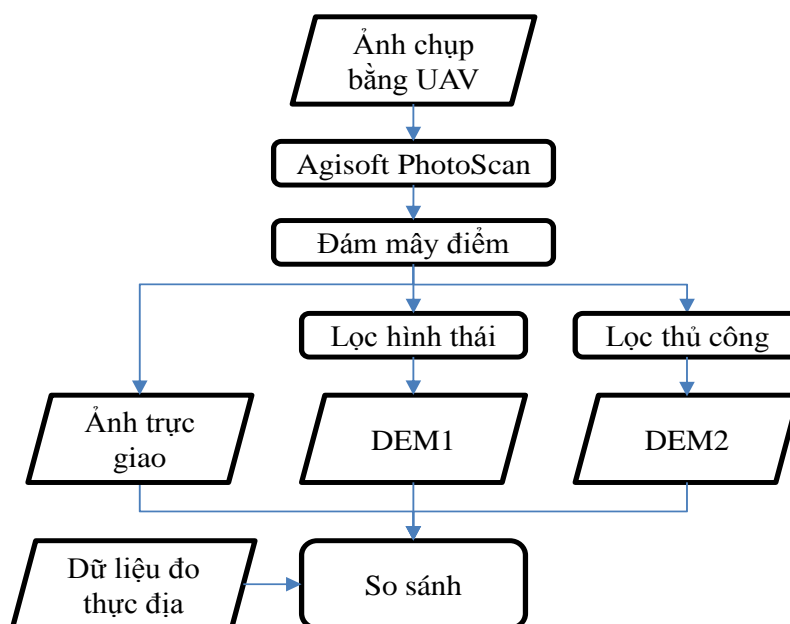 Ảnh chụp
bằng UAV
Agisoft PhotoScan
Đám mây điểm
Lọc hình thái
Lọc thủ công
Ảnh trực
giao
DEM1
DEM2
Dữ liệu đo
thực địa
So sánh